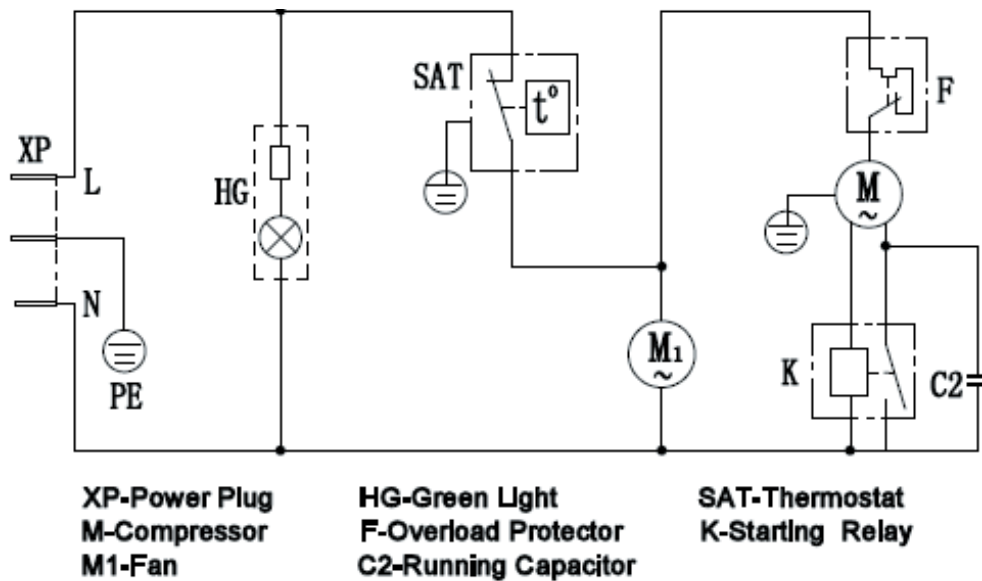 SAT
t°
F
XP
L
HG
M
~
N
M1
~
K
C2
PE
XP-Power Plug HG-Green Light SAT-Thermostat
M-Compressor F-Overload Protector K-Starting Relay
M1-Fan C2-Running Capacitor